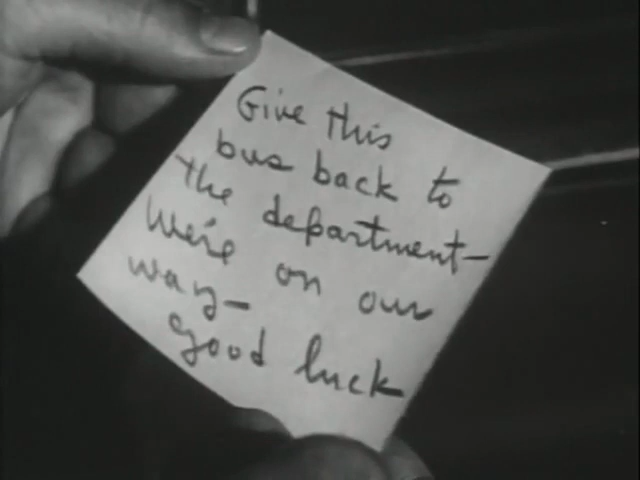 Give this
bus back to
the department—
We're on our
way—
good luck